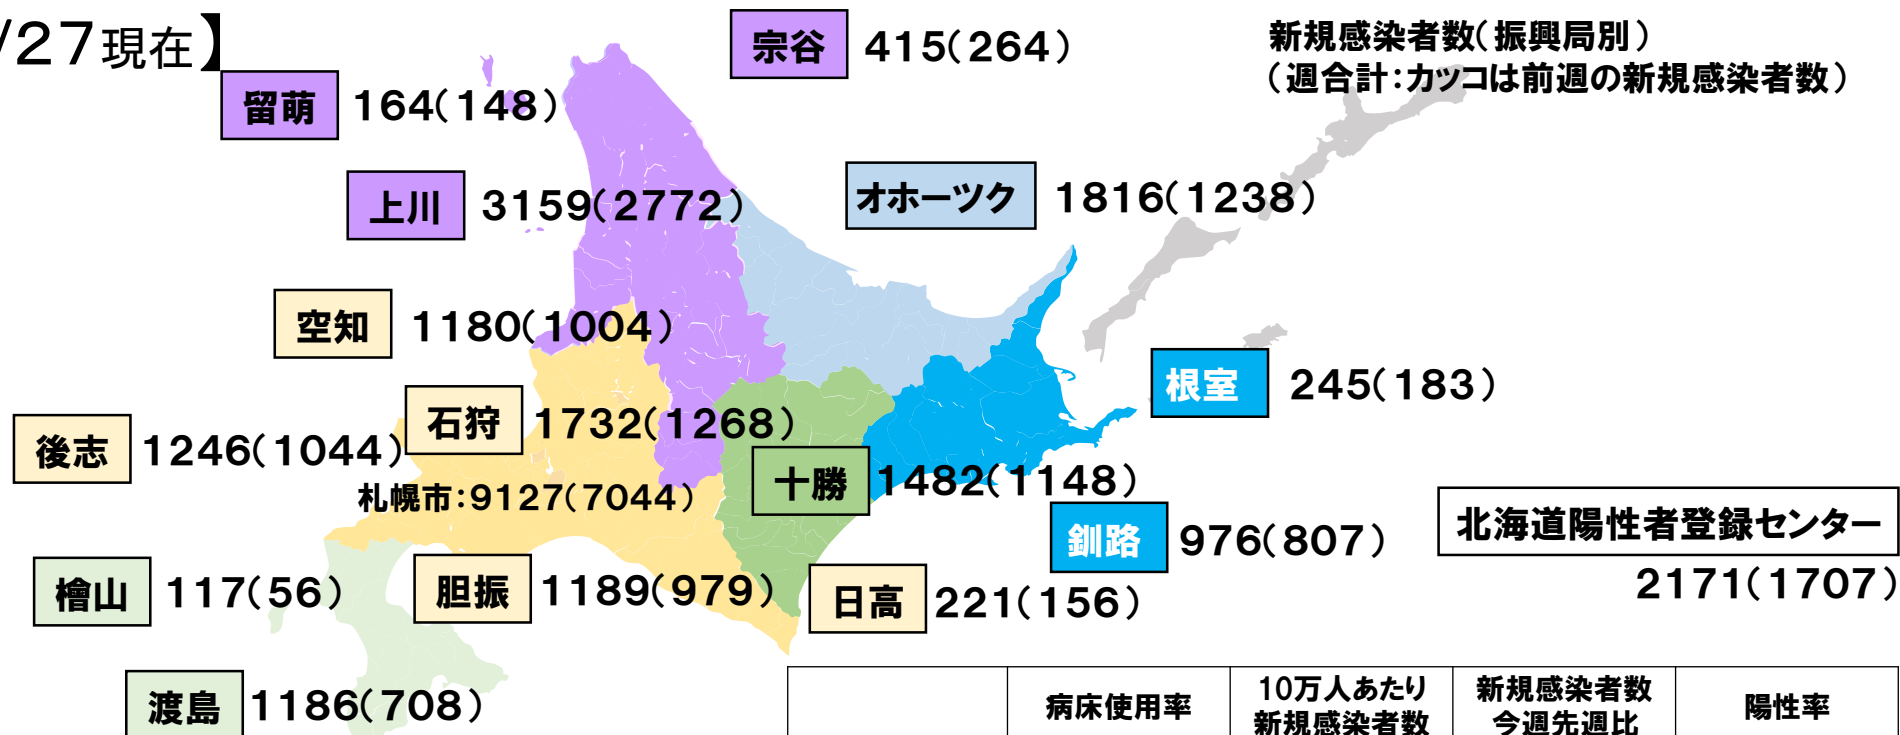 /27現在】
宗谷 415(264)
新規感染者数(振興局別)
(週合計:カッコは前週の新規感染者数)
留萌 164(148)
上川 3159(2772)
オホーツク 1816(1238)
空知 1180(1004)
根室 245(183)
石狩 1732(1268)
後志 1246(1044)
札幌市:9127(7044)
十勝 1482(1148)
釧路 976(807)
北海道陽性者登録センター
2171(1707)
檜山 117(56)
胆振 1189(979)
日高 221(156)
渡島 1186(708)
病床使用率
10万人あたり
新規感染者数
新規感染者数
今週先週比
陽性率